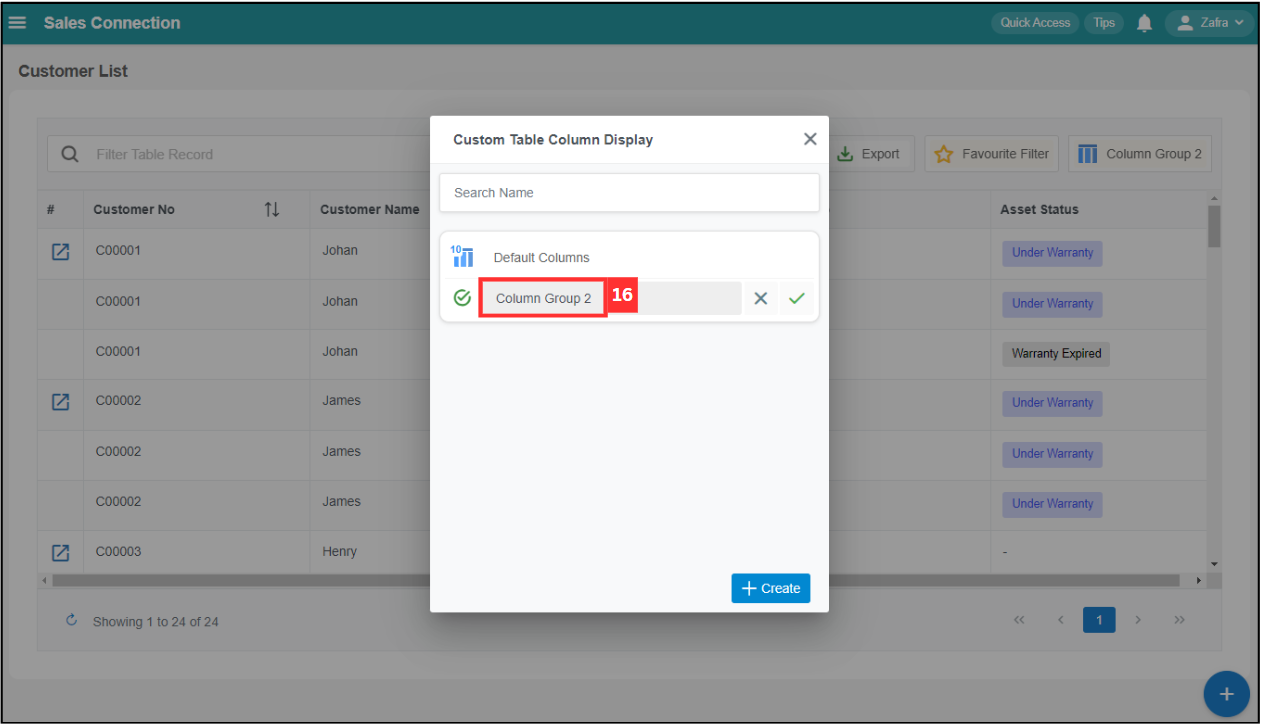 Sales Connection
Quick Access
Tips
Zafra
Customer List
Filter Table Record
Export
Favourite Filter
Column Group 2
Custom Table Column Display
Search Name
10
Default Columns
Column Group 2
16
Create
# Customer No Customer Name Asset Status
C00001 Johan Under Warranty
C00001 Johan Under Warranty
C00001 Johan Warranty Expired
C00002 James Under Warranty
C00002 James Under Warranty
C00002 James Under Warranty
C00003 Henry -
Showing 1 to 24 of 24
1